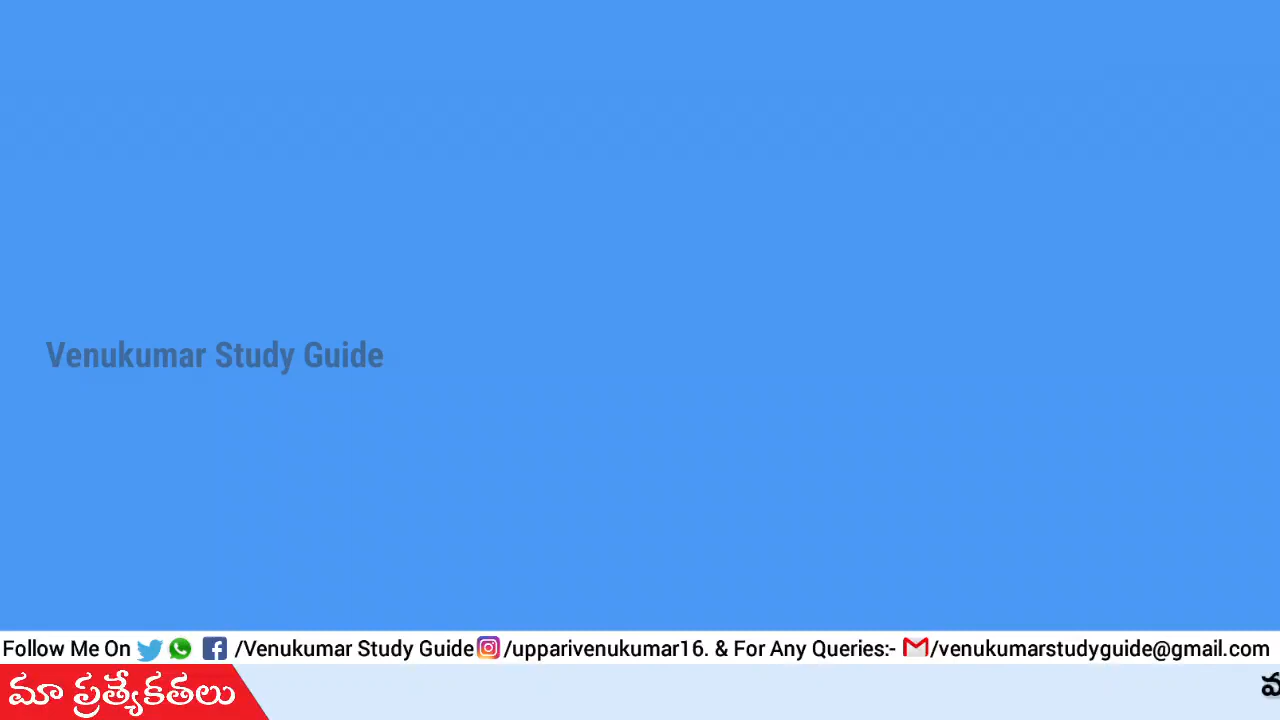 Venukumar Study Guide
Follow Me On /Venukumar Study Guide /upparivenukumar16. & For Any Queries:- /venukumarstudyguide@gmail.com
మా ప్రత్యేకతలు